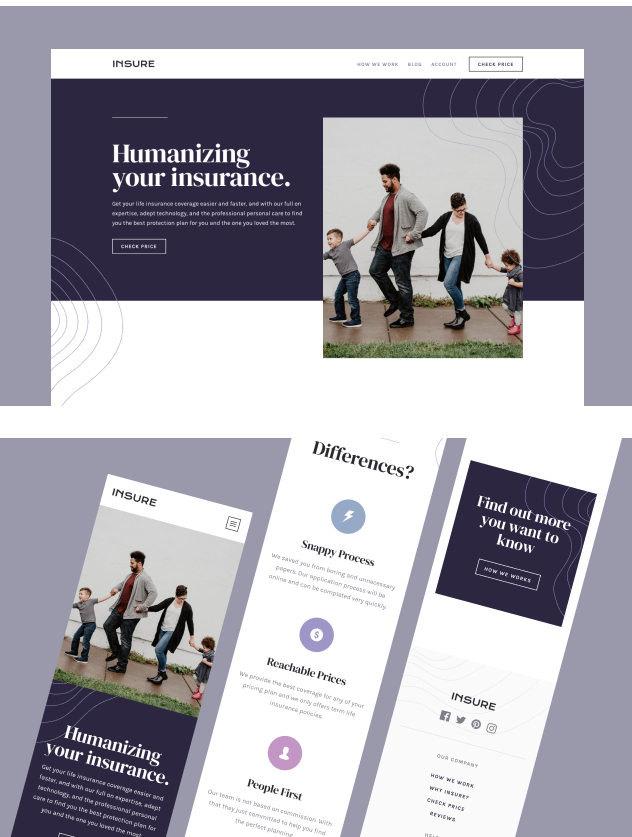 INSURE
HOW WE WORK BLOG ACCOUNT CHECK PRICE
Humanizing
your insurance.
Get your life insurance coverage easier and faster, and with our full on
expertise, adept technology, and the professional personal care to find
you the best protection plan for you and the one you loved the most.
CHECK PRICE
INSURE
Humanizing
your insurance.
Get your life insurance coverage easier and
faster, and with our full on expertise, adept
technology, and the professional personal
care to find you the best protection plan for
you and the one you loved the most.
Differences?
Snappy Process
We saved you from boring and unnecessary
papers. Our application process will be
online and can be completed very quickly.
Reachable Prices
We provide the best coverage for any of your
pricing plan and we only offers term life
insurance policies.
People First
Our team is not based on commission. With
that they just committed to help you find
the perfect planning.
Find out more
you want to
know
HOW WE WORKS
INSURE
OUR COMPANY
HOW WE WORK
WHY INSURE?
CHECK PRICE
REVIEWS